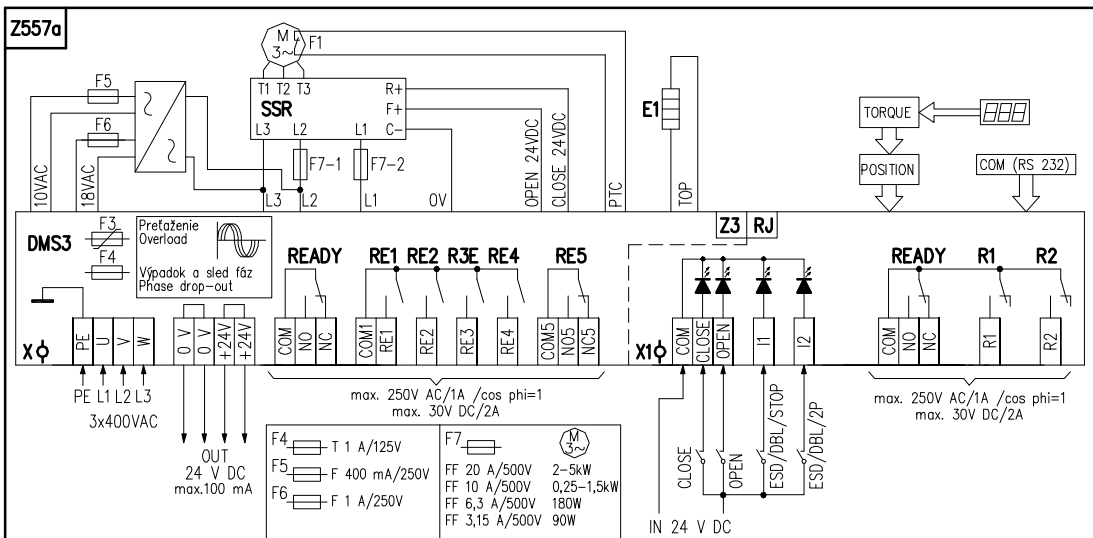 Z557a
M
3~
F1
F5
F6
T1 T2 T3
SSR
R+
F+
C-
L3 L2 L1
F7-1
F7-2
E1
TORQUE
POSITION
COM (RS 232)
10VAC
18VAC
L3 L2 L1
0V
OPEN 24VDC
CLOSE 24VDC
PTC
TOP
DMS3
F3
F4
Preťaženie
Overload
Výpadok a sled fáz
Phase drop-out
Z3 RJ
READY
RE1 RE2 R3E RE4
RE5
READY
R1
R2
X
PE
U
V
W
0 V
0 V
+24V
+24V
COM
NO
NC
COM1
RE1
RE2
RE3
RE4
COM5
NO5
NC5
X1
COM
CLOSE
OPEN
I1
I2
COM
NO
NC
R1
R2
PE L1 L2 L3
3x400VAC
OUT
24 V DC
max.100 mA
max. 250V AC/1A /cos phi=1
max. 30V DC/2A
CLOSE
OPEN
ESD/DBL/STOP
ESD/DBL/2P
IN 24 V DC
max. 250V AC/1A /cos phi=1
max. 30V DC/2A
F4 T 1 A/125V
F5 F 400 mA/250V
F6 F 1 A/250V
F7
M
3~
FF 20 A/500V 2-5kW
FF 10 A/500V 0,25-1,5kW
FF 6,3 A/500V 180W
FF 3,15 A/500V 90W